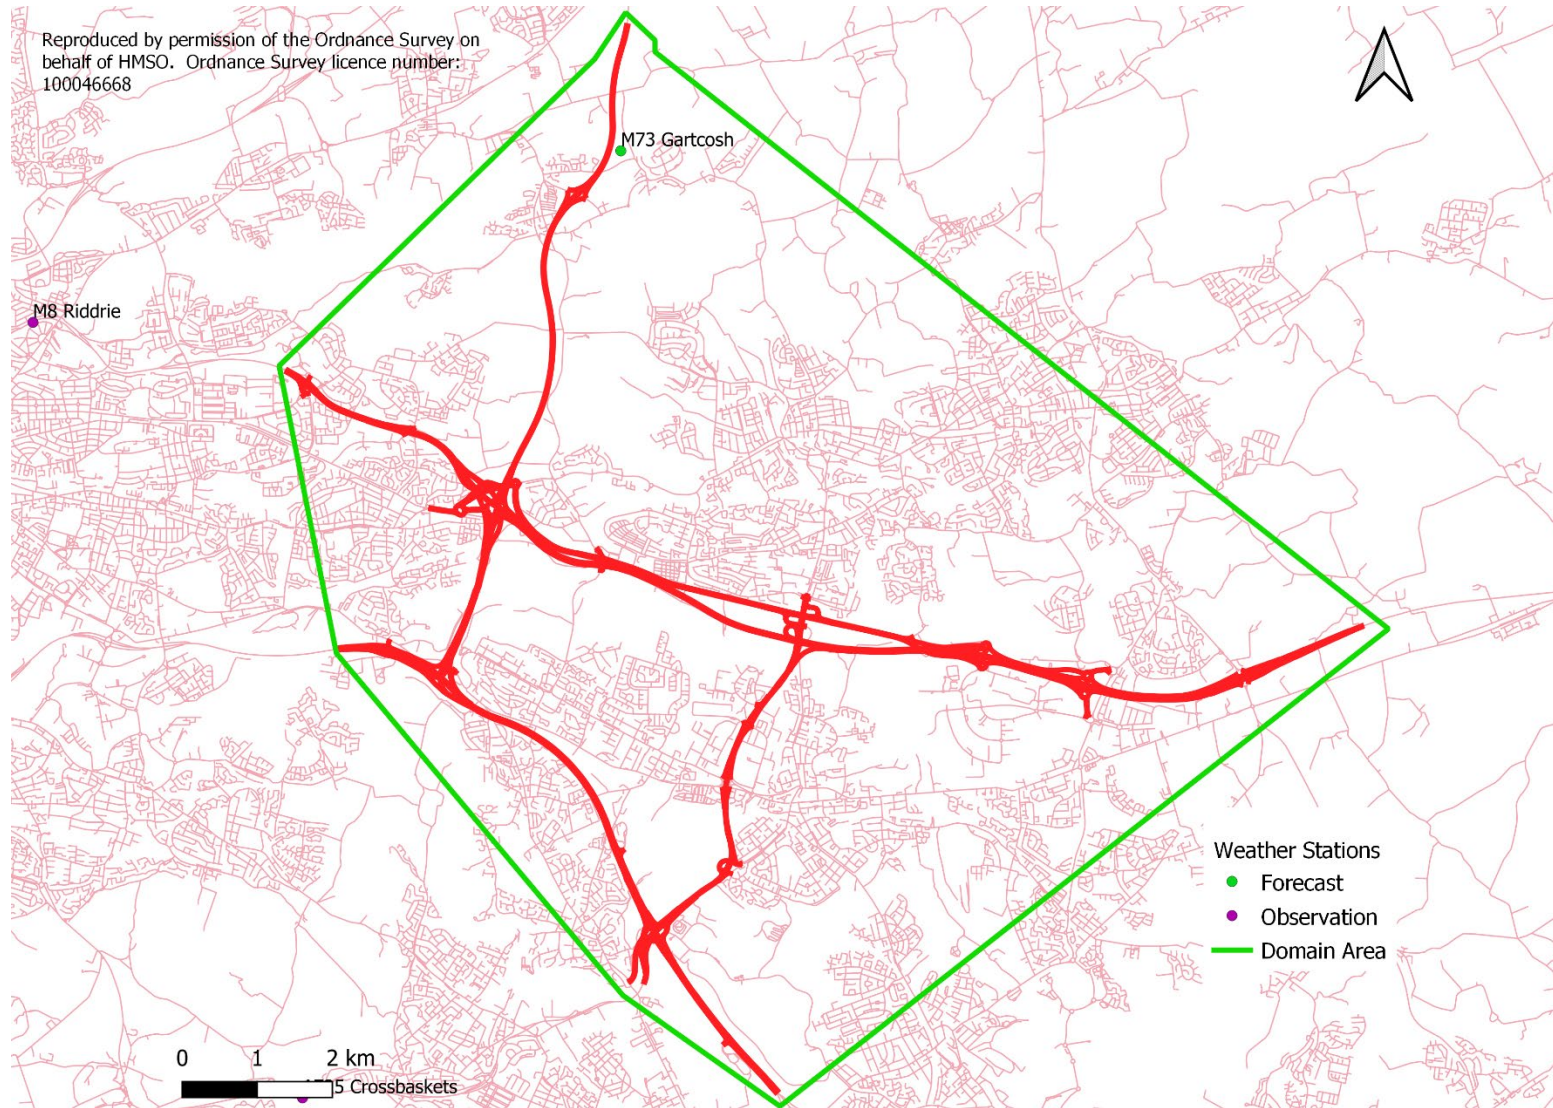 Reproduced by permission of the Ordnance Survey on
behalf of HMSO. Ordnance Survey licence number:
100046668
M73 Gartcosh
M8 Riddrie
Weather Stations
Forecast
Observation
Domain Area
0 1 2 km
Crossbaskets